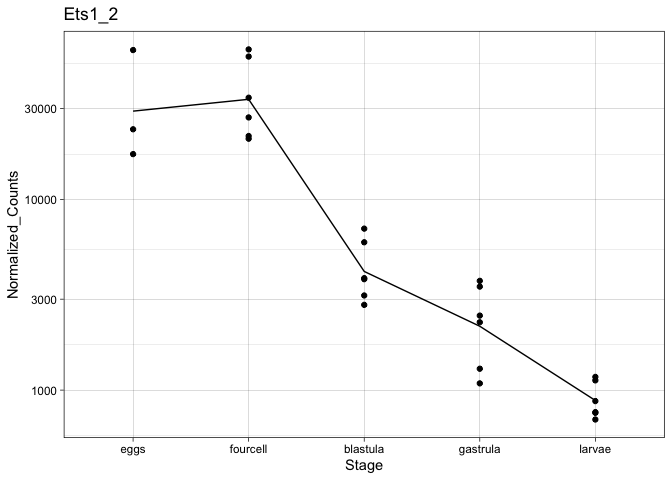 Ets1_2
Normalized_Counts
30000
10000
3000
1000
eggs fourcell blastula gastrula larvae
Stage